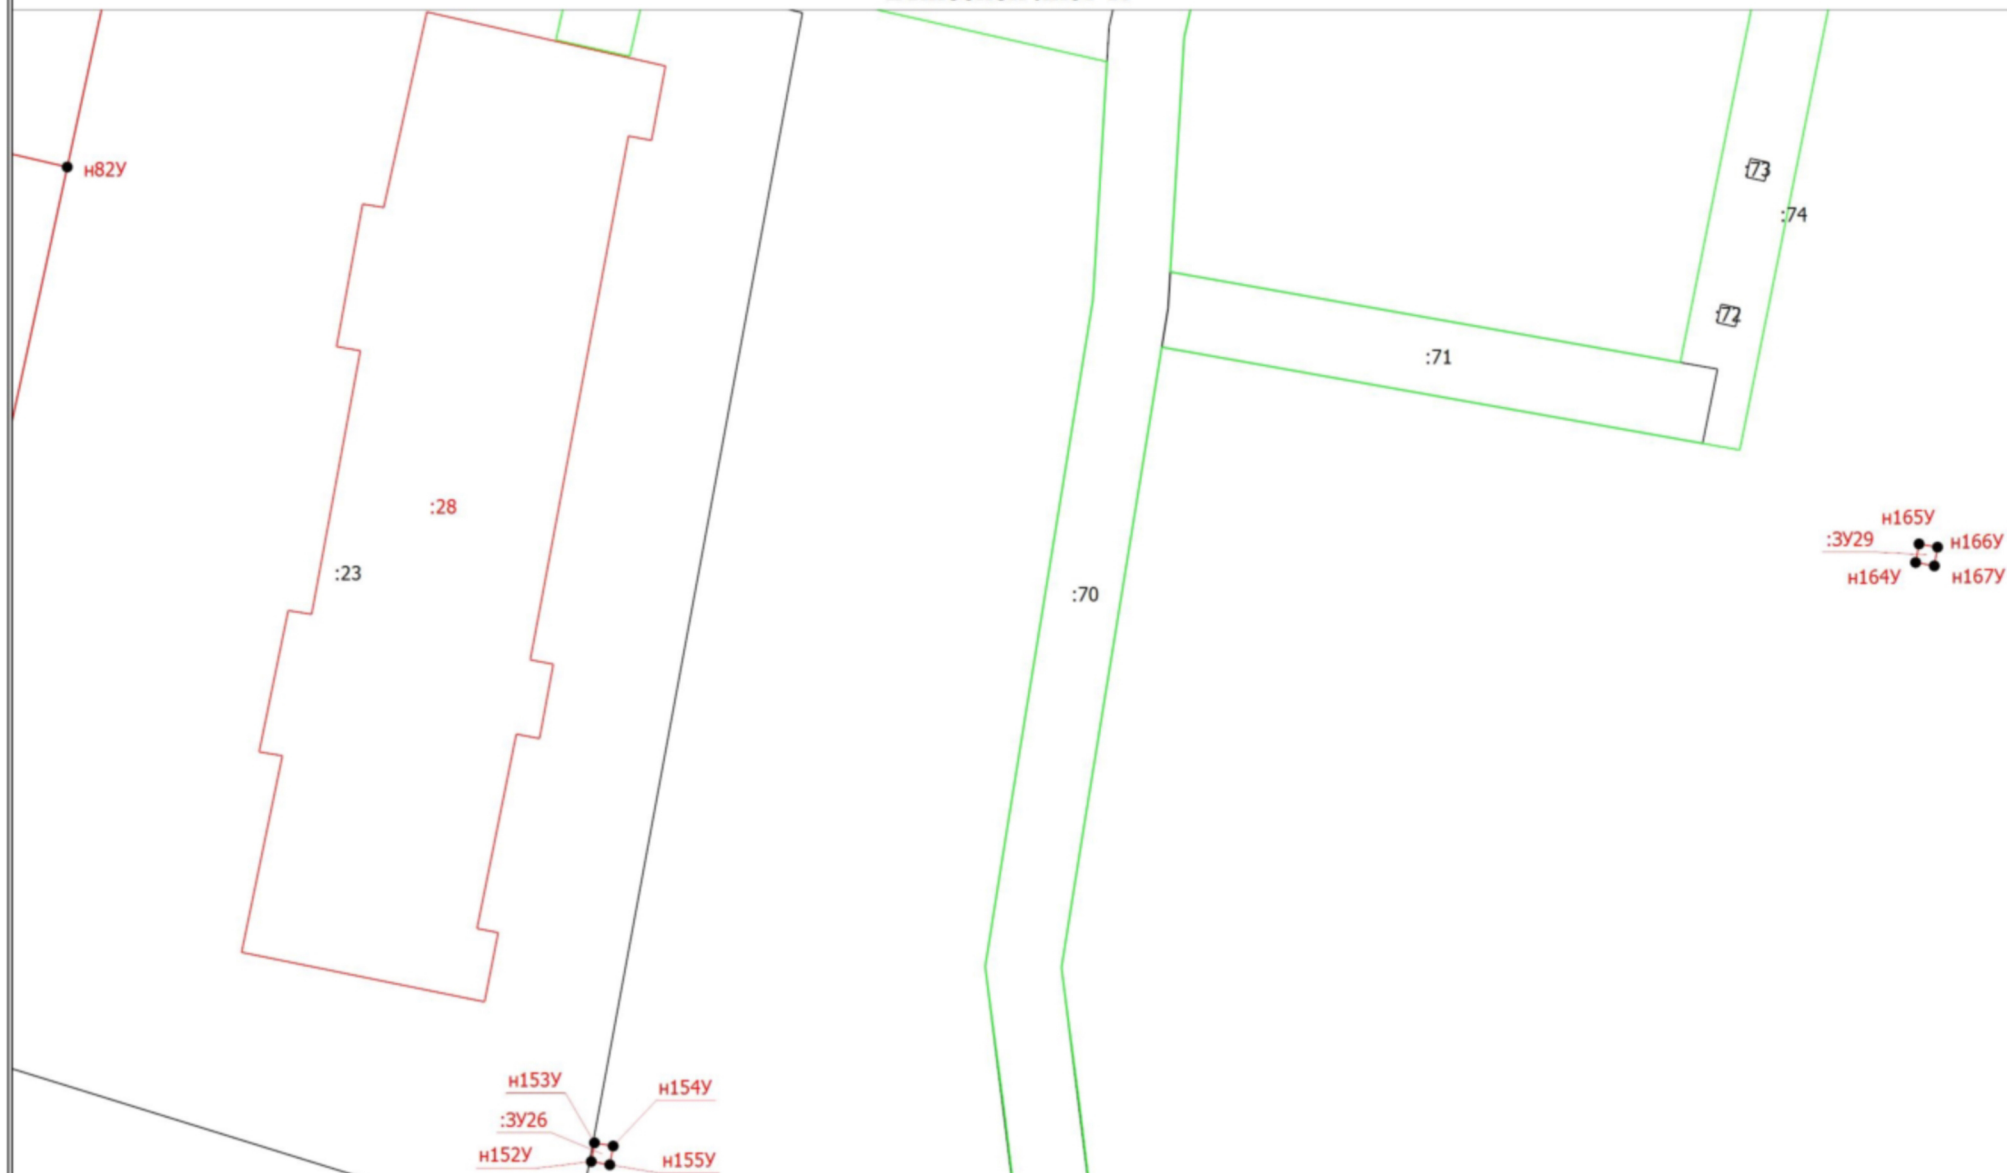 н82У
:73
:74
:72
:71
:28
н165У
:ЗУ29
н166У
:23
н164У
н167У
:70
н153У
н154У
:ЗУ26
н152У
н155У